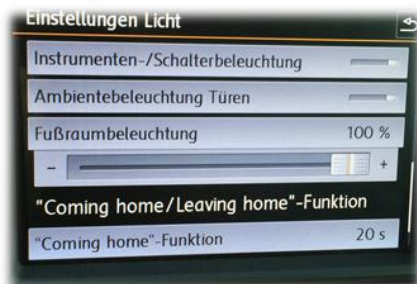 Einstellungen Licht
Instrumenten-/Schalterbeleuchtung
Ambientebeleuchtung Türen
Fußraumbeleuchtung 100 %
- +
"Coming home/Leaving home"-Funktion
"Coming home"-Funktion 20 s